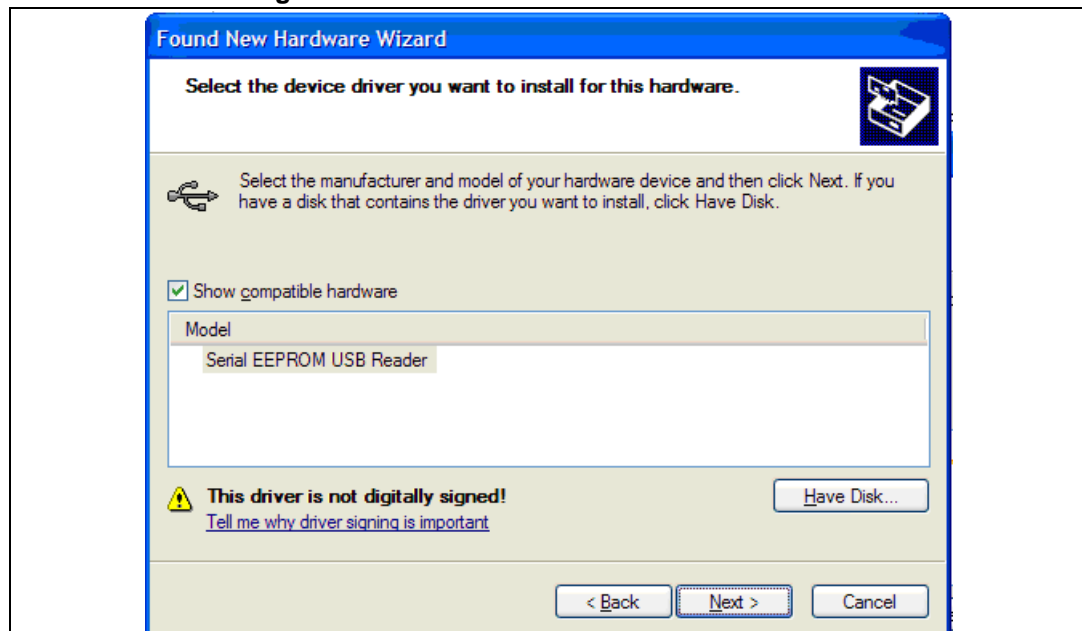 Found New Hardware Wizard
Select the device driver you want to install for this hardware.
Select the manufacturer and model of your hardware device and then click Next. If you
have a disk that contains the driver you want to install, click Have Disk.
Show compatible hardware
Model
Serial EEPROM USB Reader
This driver is not digitally signed!
Have Disk...
Tell me why driver signing is important
< Back Next > Cancel